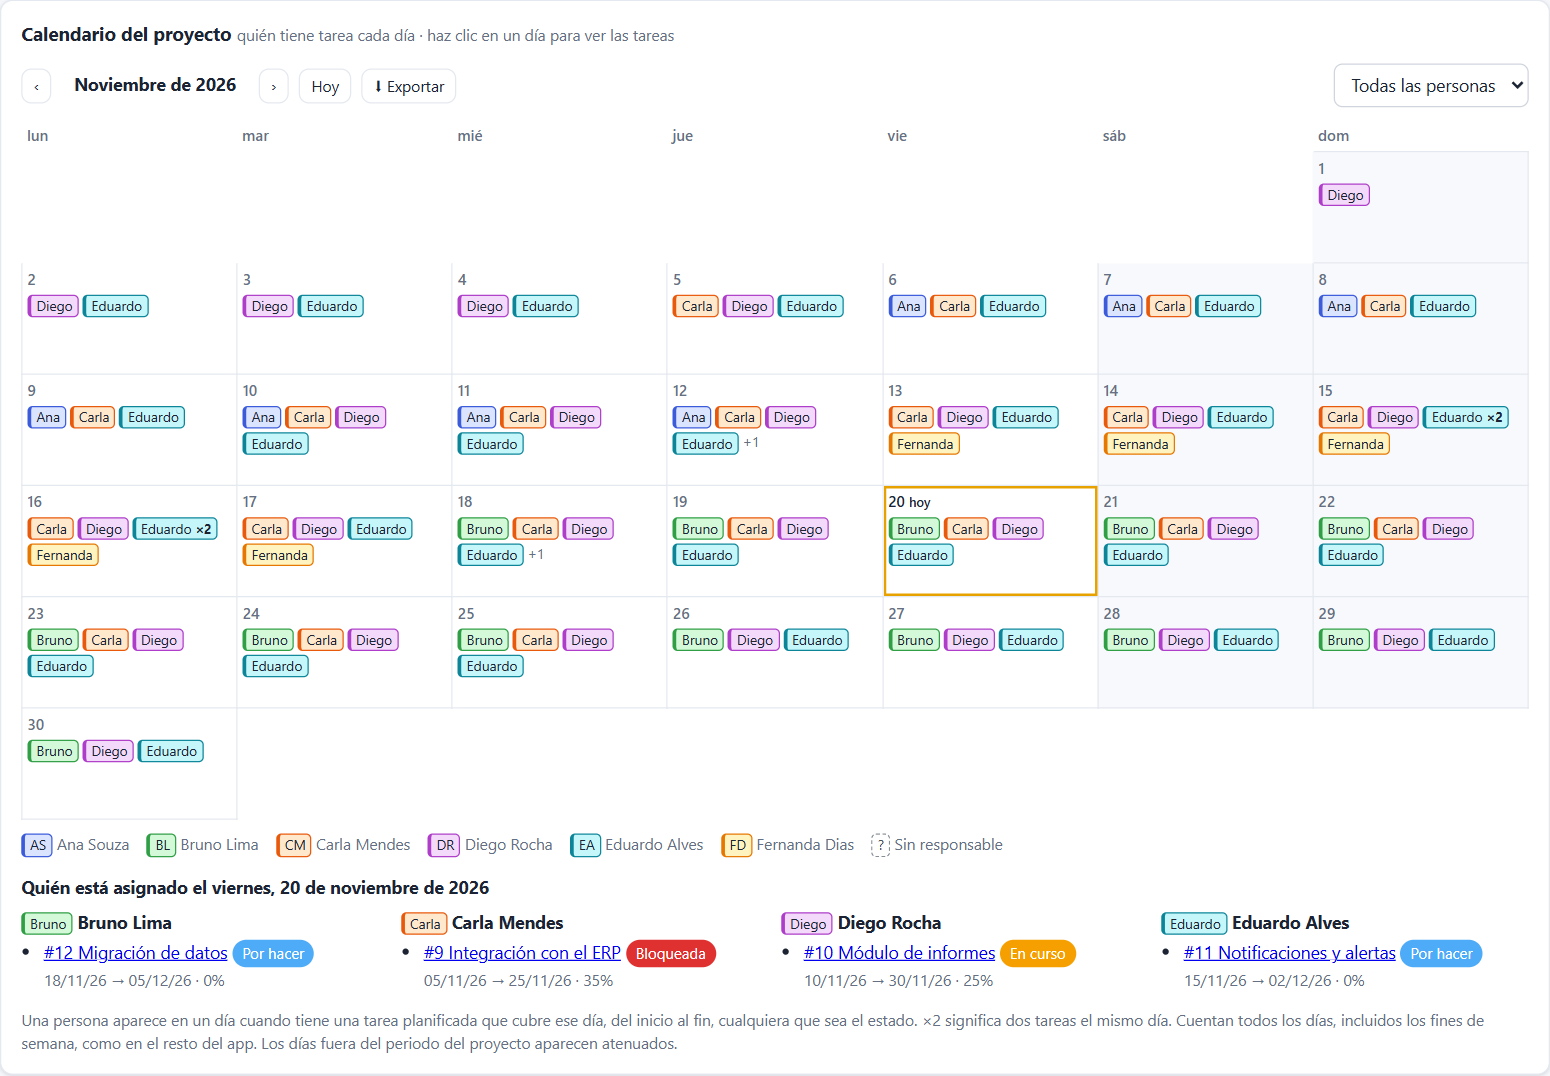 Calendario del proyecto quién tiene tarea cada día · haz clic en un día para ver las tareas
‹ Noviembre de 2026 › Hoy ⬇ Exportar Todas las personas
lun mar mié jue vie sáb dom
1
Diego
2 3 4 5 6 7 8
Diego Eduardo Diego Eduardo Diego Eduardo Carla Diego Eduardo Ana Carla Eduardo Ana Carla Eduardo Ana Carla Eduardo
9 10 11 12 13 14 15
Ana Carla Eduardo Ana Carla Diego Ana Carla Diego Ana Carla Diego Carla Diego Eduardo Carla Diego Eduardo Carla Diego Eduardo ×2
Eduardo Eduardo Eduardo +1 Fernanda Fernanda Fernanda
16 17 18 19 20 hoy 21 22
Carla Diego Eduardo ×2 Carla Diego Eduardo Bruno Carla Diego Bruno Carla Diego Bruno Carla Diego Bruno Carla Diego Bruno Carla Diego
Fernanda Fernanda Eduardo +1 Eduardo Eduardo Eduardo Eduardo
23 24 25 26 27 28 29
Bruno Carla Diego Bruno Carla Diego Bruno Carla Diego Bruno Diego Eduardo Bruno Diego Eduardo Bruno Diego Eduardo Bruno Diego Eduardo
Eduardo Eduardo Eduardo
30
Bruno Diego Eduardo
AS Ana Souza BL Bruno Lima CM Carla Mendes DR Diego Rocha EA Eduardo Alves FD Fernanda Dias ? Sin responsable
Quién está asignado el viernes, 20 de noviembre de 2026
Bruno Bruno Lima Carla Carla Mendes Diego Diego Rocha Eduardo Eduardo Alves
• #12 Migración de datos Por hacer • #9 Integración con el ERP Bloqueada • #10 Módulo de informes En curso • #11 Notificaciones y alertas Por hacer
18/11/26 → 05/12/26 · 0% 05/11/26 → 25/11/26 · 35% 10/11/26 → 30/11/26 · 25% 15/11/26 → 02/12/26 · 0%
Una persona aparece en un día cuando tiene una tarea planificada que cubre ese día, del inicio al fin, cualquiera que sea el estado. ×2 significa dos tareas el mismo día. Cuentan todos los días, incluidos los fines de
semana, como en el resto del app. Los días fuera del periodo del proyecto aparecen atenuados.